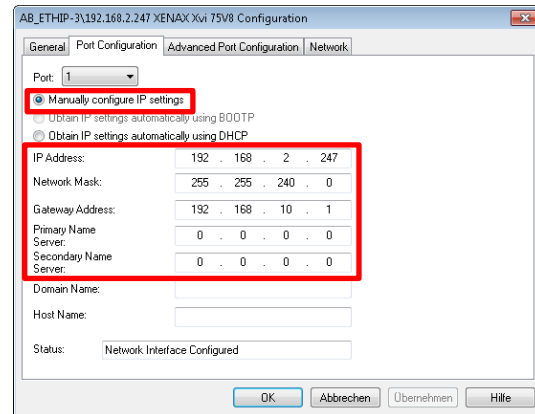 AB_ETHIP-3\192.168.2.247 XENAX Xvi 75V8 Configuration
General Port Configuration Advanced Port Configuration Network
Port: 1
Manually configure IP settings
Obtain IP settings automatically using BOOTP
Obtain IP settings automatically using DHCP
IP Address: 192 . 168 . 2 . 247
Network Mask: 255 . 255 . 240 . 0
Gateway Address: 192 . 168 . 10 . 1
Primary Name
Server: 0 . 0 . 0 . 0
Secondary Name
Server: 0 . 0 . 0 . 0
Domain Name:
Host Name:
Status: Network Interface Configured
OK Abbrechen Übernehmen Hilfe